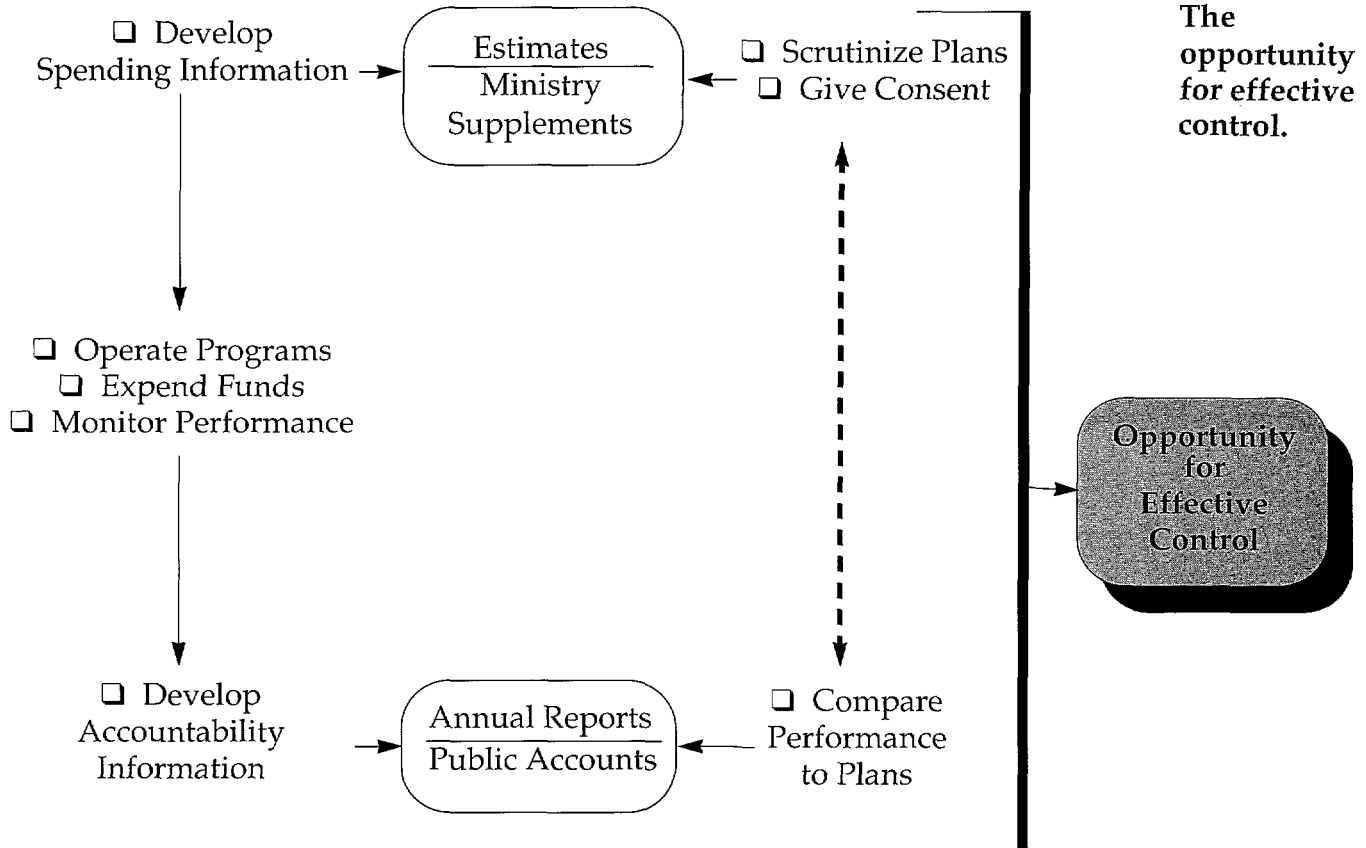 ❏ Develop
Spending Information
Estimates
Ministry
Supplements
❏ Scrutinize Plans
❏ Give Consent
The
opportunity
for effective
control.
❏ Operate Programs
❏ Expend Funds
❏ Monitor Performance
Opportunity
for
Effective
Control
❏ Develop
Accountability
Information
Annual Reports
Public Accounts
❏ Compare
Performance
to Plans